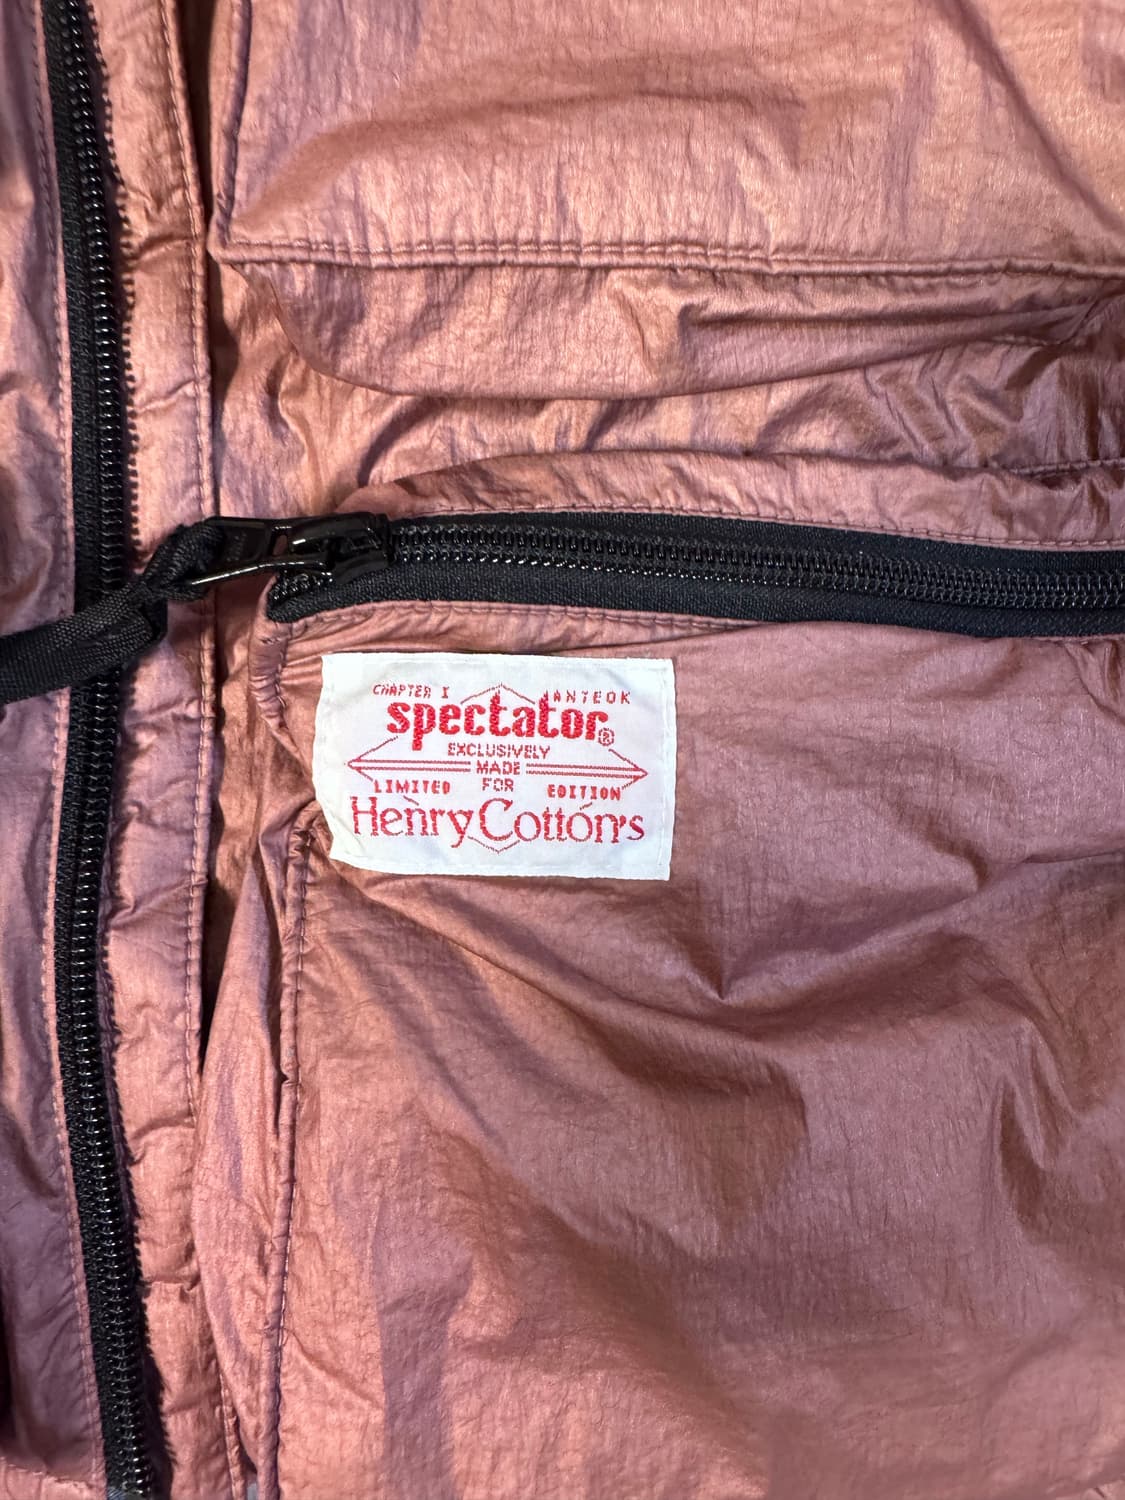 CHAPTER I ANTEOK
spectator®
EXCLUSIVELY
MADE
LIMITED FOR EDITION
Henry Cotton's